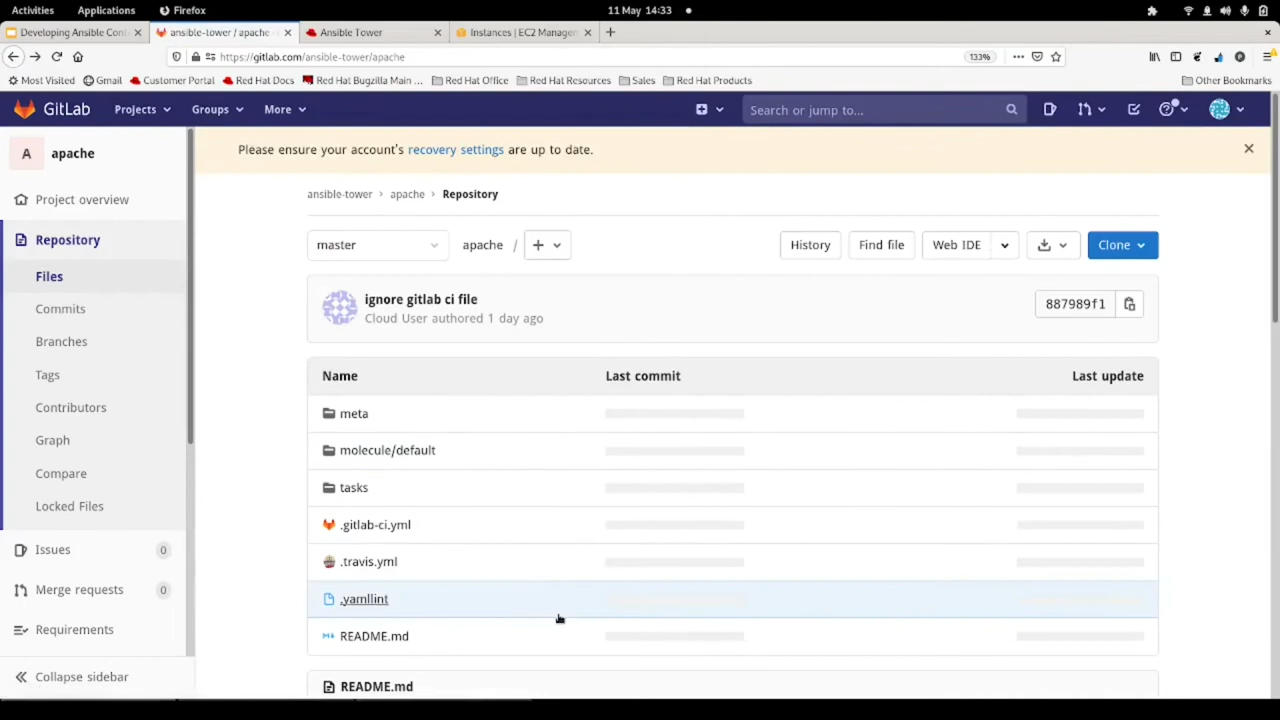 Activities Applications Firefox 11 May 14:33
Developing Ansible Con ansible-tower / apache Ansible Tower Instances | EC2 Manager
https://gitlab.com/ansible-tower/apache 133%
Most Visited Gmail Customer Portal Red Hat Docs Red Hat Bugzilla Main ... Red Hat Office Red Hat Resources Sales Red Hat Products Other Bookmarks
GitLab Projects Groups More Search or jump to...
A apache
Please ensure your account's recovery settings are up to date.
Project overview
Repository
Files
Commits
Branches
Tags
Contributors
Graph
Compare
Locked Files
Issues 0
Merge requests 0
Requirements
Collapse sidebar
ansible-tower > apache > Repository
master apache / + History Find file Web IDE Clone
ignore gitlab ci file
Cloud User authored 1 day ago
887989f1
Name Last commit Last update
meta
molecule/default
tasks
.gitlab-ci.yml
.travis.yml
.yamllint
README.md
README.md